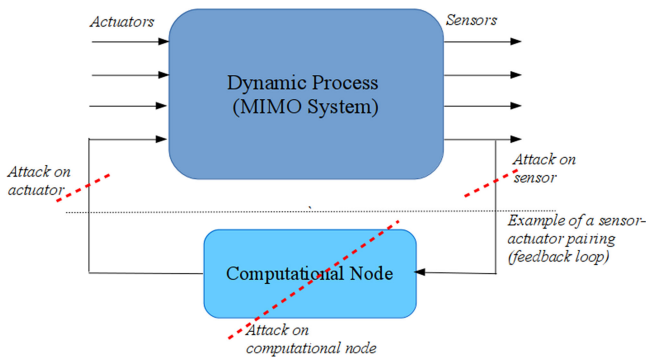 Actuators
Sensors
Dynamic Process
(MIMO System)
Attack on
actuator
Attack on
sensor
Example of a sensor-
actuator pairing
(feedback loop)
Computational Node
Attack on
computational node